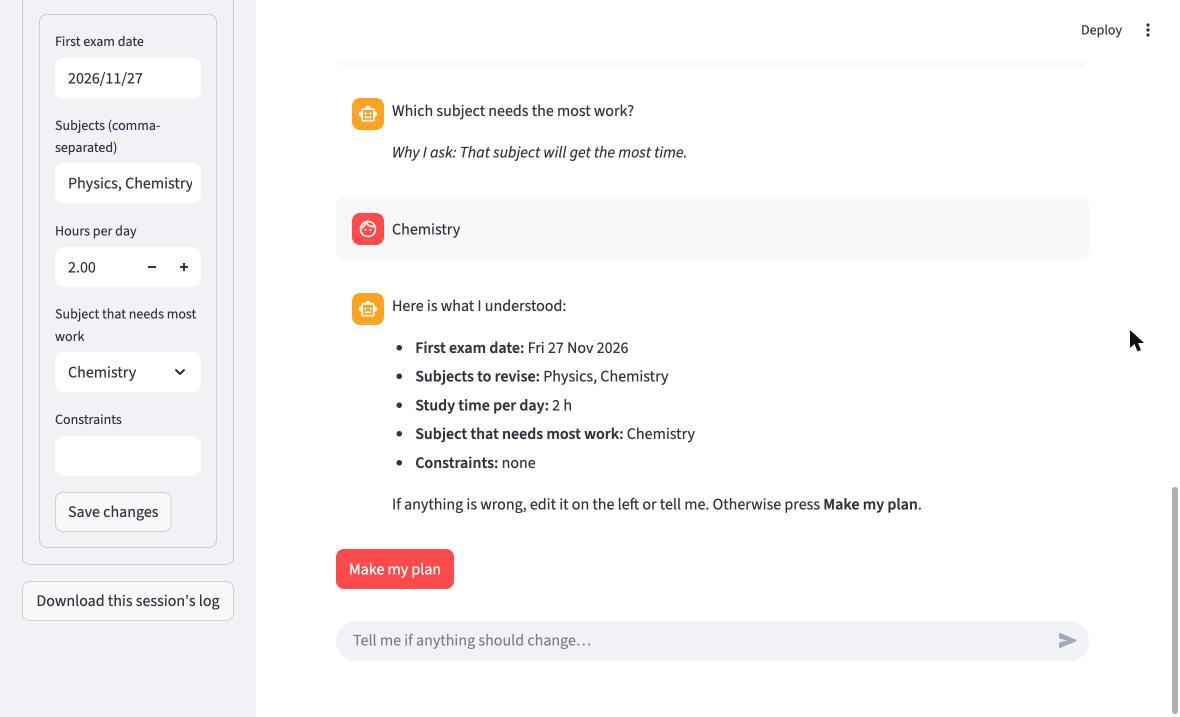 First exam date
2026/11/27
Subjects (comma-
separated)
Physics, Chemistry
Hours per day
2.00
Subject that needs most
work
Chemistry
Constraints
Save changes
Download this session's log
Deploy
Which subject needs the most work?
Why I ask: That subject will get the most time.
Chemistry
Here is what I understood:
First exam date: Fri 27 Nov 2026
Subjects to revise: Physics, Chemistry
Study time per day: 2 h
Subject that needs most work: Chemistry
Constraints: none
If anything is wrong, edit it on the left or tell me. Otherwise press Make my plan.
Make my plan
Tell me if anything should change…